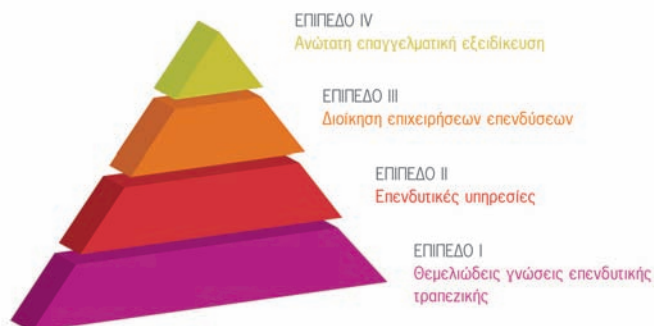 ΕΠΙΠΕΔΟ IV
Ανώτατη επαγγελματική εξειδίκευση
ΕΠΙΠΕΔΟ III
Διοίκηση επιχειρήσεων επενδύσεων
ΕΠΙΠΕΔΟ II
Επενδυτικές υπηρεσίες
ΕΠΙΠΕΔΟ I
Θεμελιώδεις γνώσεις επενδυτικής
τραπεζικής